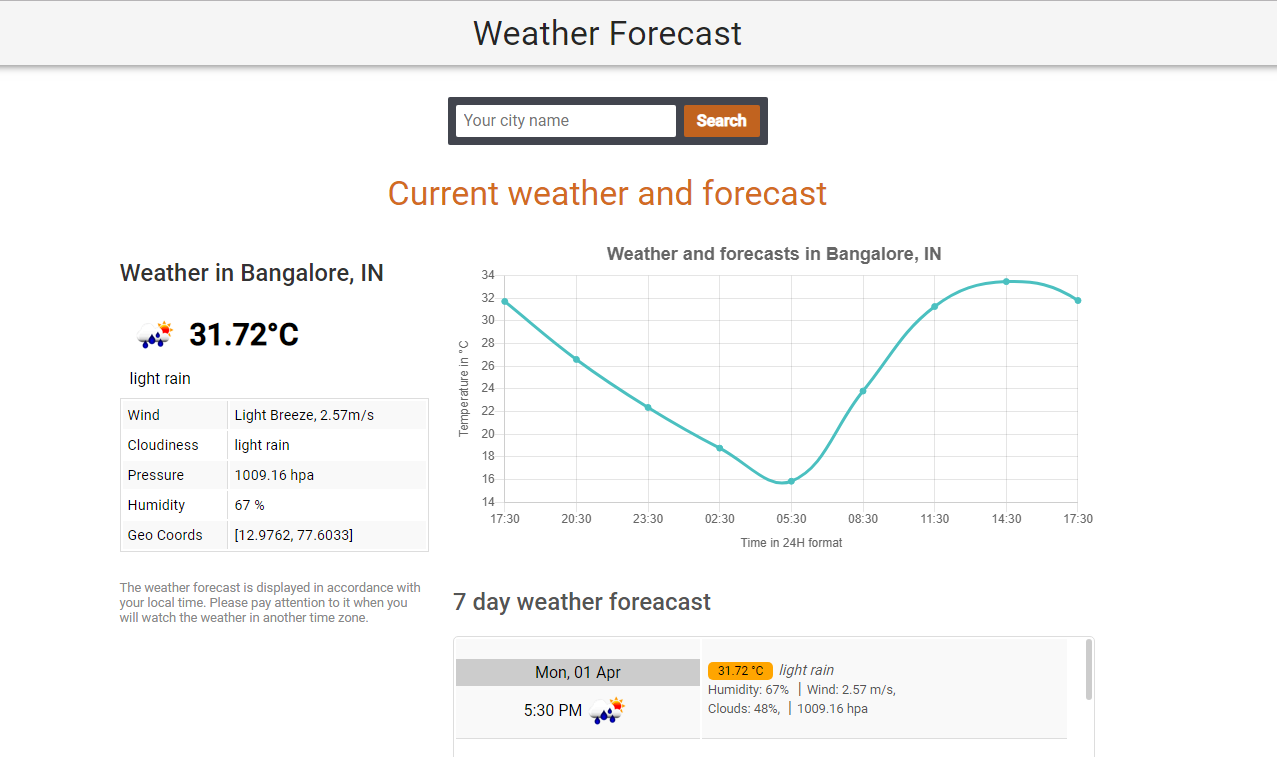 Weather Forecast
Your city name
Search
Current weather and forecast
Weather in Bangalore, IN
31.72°C
light rain
Wind Light Breeze, 2.57m/s
Cloudiness light rain
Pressure 1009.16 hpa
Humidity 67 %
Geo Coords [12.9762, 77.6033]
The weather forecast is displayed in accordance with
your local time. Please pay attention to it when you
will watch the weather in another time zone.
Weather and forecasts in Bangalore, IN
Temperature in °C
34
32
30
28
26
24
22
20
18
16
14
17:30 20:30 23:30 02:30 05:30 08:30 11:30 14:30 17:30
Time in 24H format
7 day weather foreacast
Mon, 01 Apr
5:30 PM
31.72 °C light rain
Humidity: 67% | Wind: 2.57 m/s,
Clouds: 48%, | 1009.16 hpa